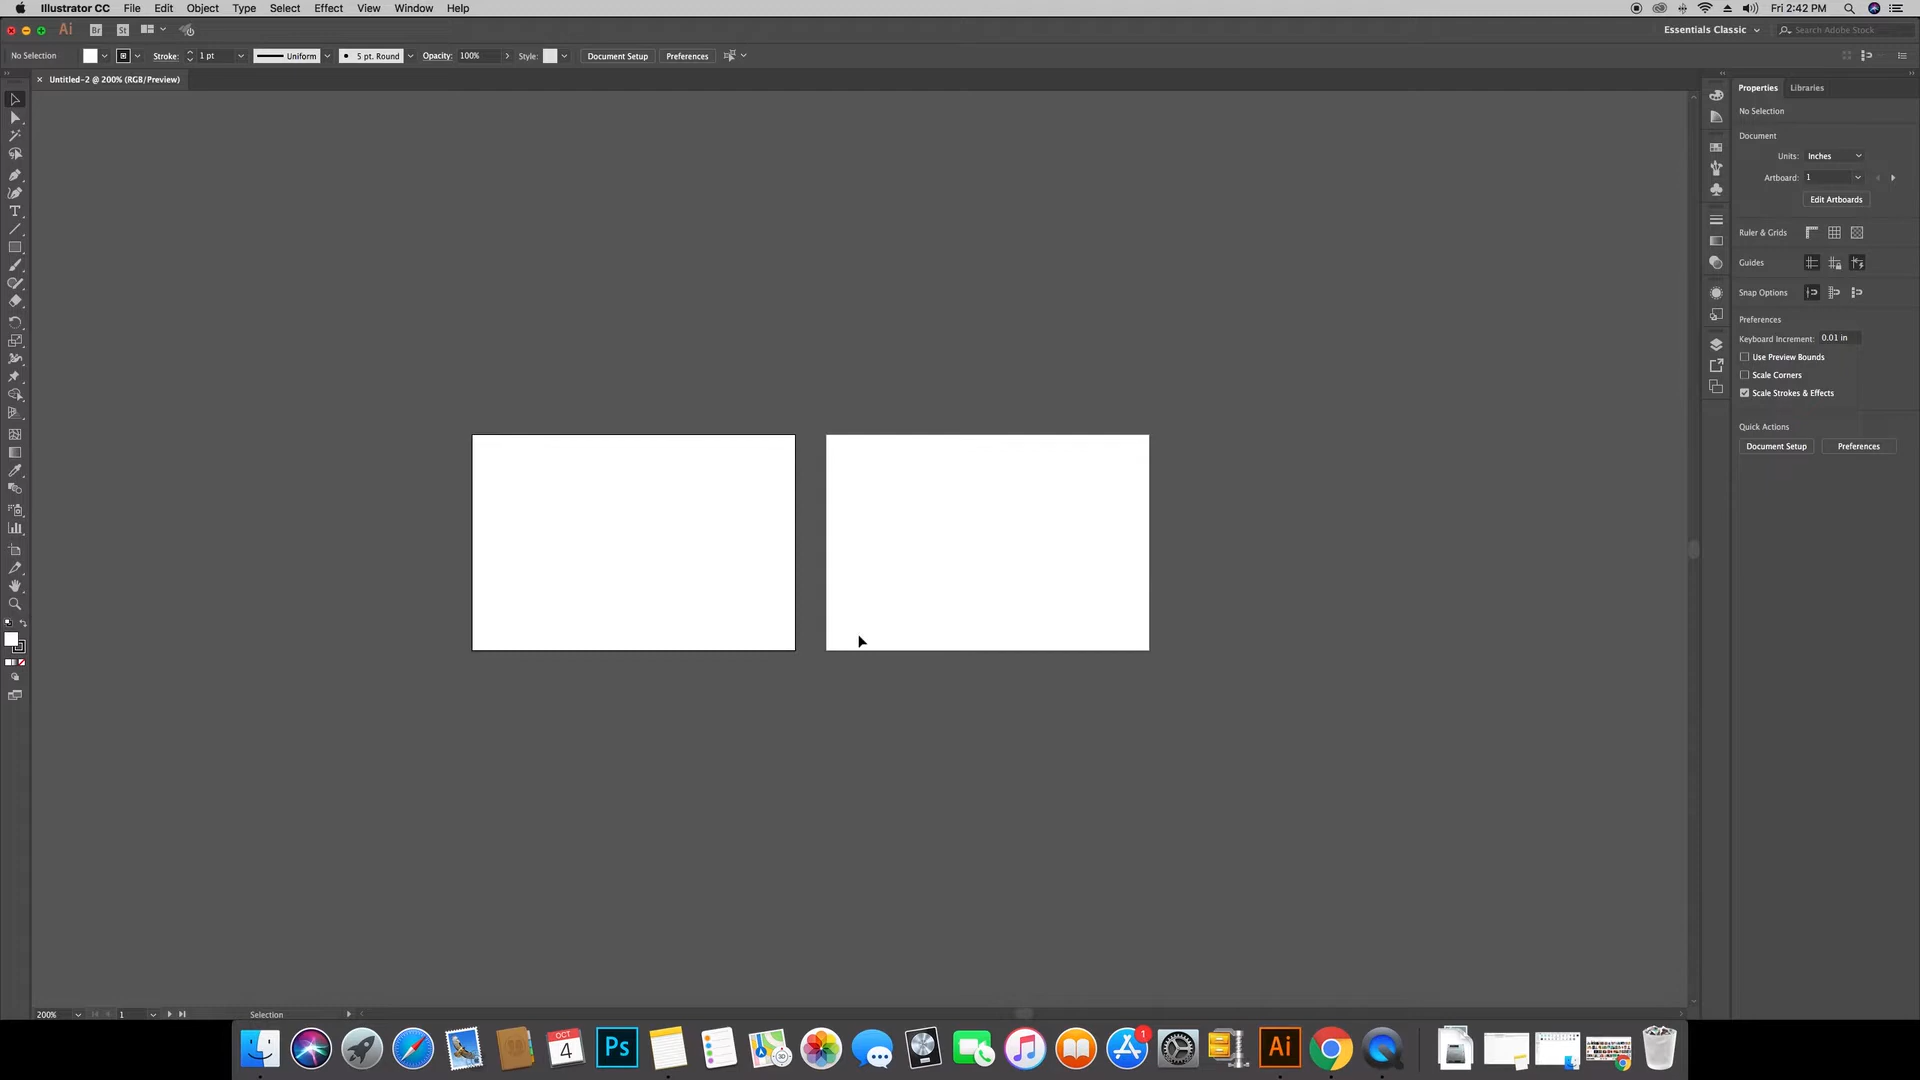 Illustrator CC File Edit Object Type Select Effect View Window Help Fri 2:42 PM
Ai Br St Essentials Classic Search Adobe Stock
No Selection Stroke: 1 pt Uniform 5 pt. Round Opacity: 100% Style: Document Setup Preferences
Untitled-2 @ 200% (RGB/Preview)
Properties Libraries
No Selection
Document
Units: Inches
Artboard: 1
Edit Artboards
Ruler & Grids
Guides
Snap Options
Preferences
Keyboard Increment: 0.01 in
Use Preview Bounds
Scale Corners
Scale Strokes & Effects
Quick Actions
Document Setup Preferences
200% 1 Selection
OCT
4
Ps
3D
1
Ai